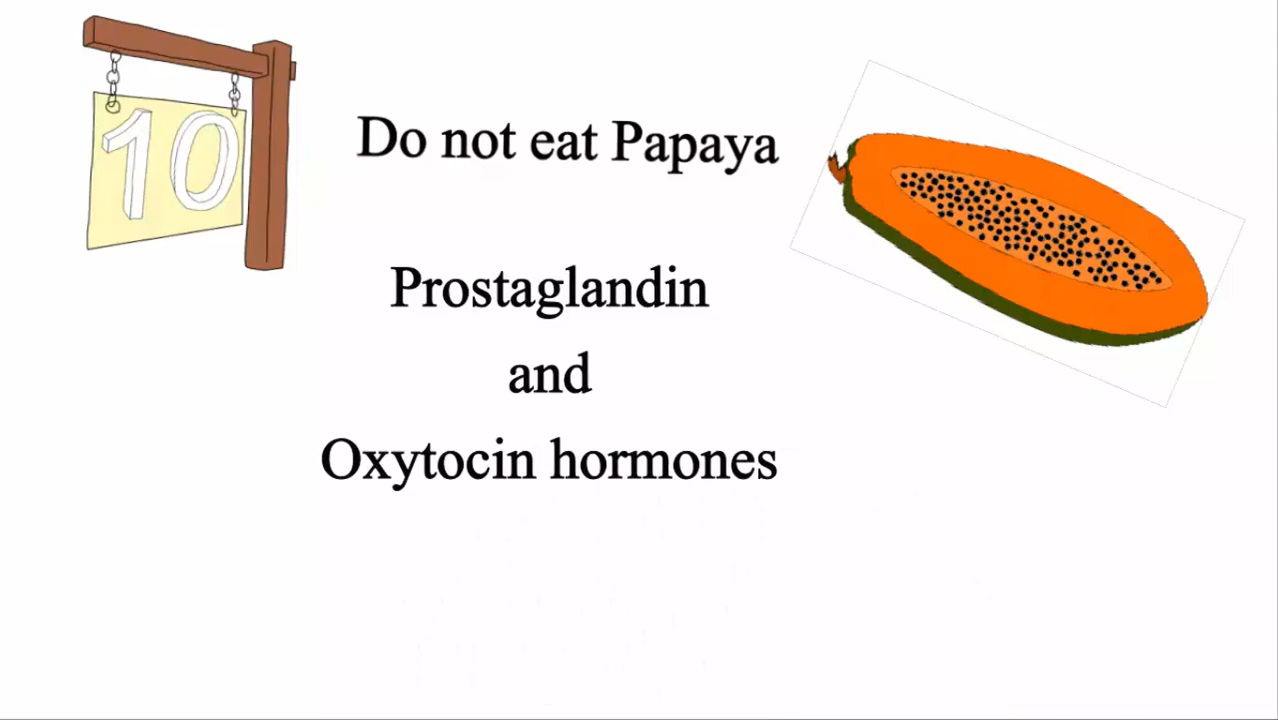 10
Do not eat Papaya
Prostaglandin
and
Oxytocin hormones